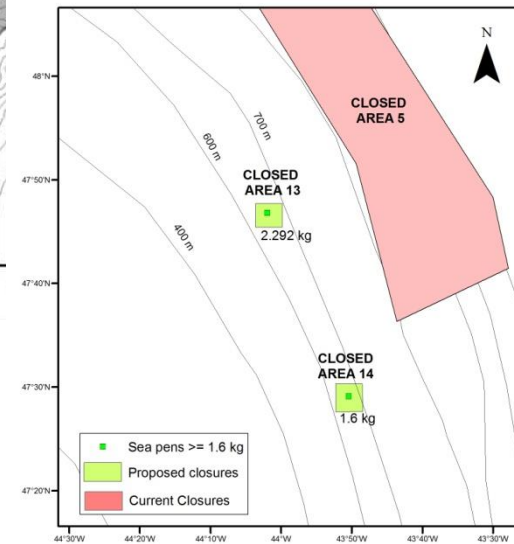 N
48°N
CLOSED
AREA 5
700 m
600 m
47°50'N
CLOSED
AREA 13
2.292 kg
400 m
47°40'N
CLOSED
AREA 14
47°30'N
1.6 kg
Sea pens >= 1.6 kg
Proposed closures
47°20'N
Current Closures
44°30'W
44°20'W
44°10'W
44°W
43°50'W
43°40'W
43°30'W